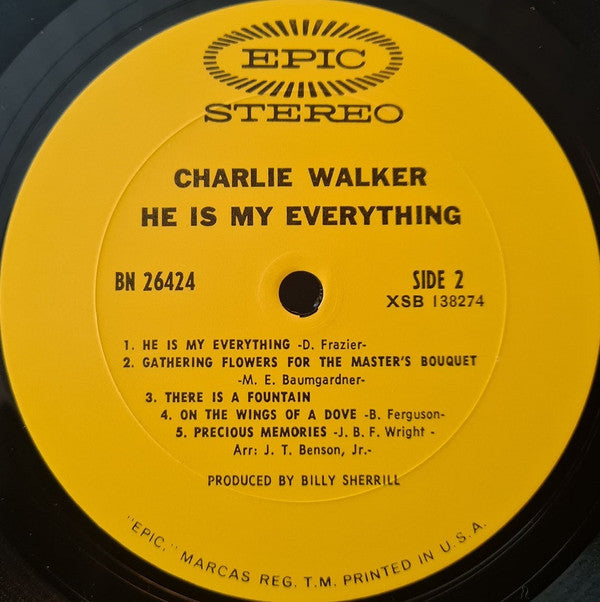 EPIC
STEREO
CHARLIE WALKER
HE IS MY EVERYTHING
BN 26424
SIDE 2
XSB 138274
1. HE IS MY EVERYTHING -D. Frazier-
2. GATHERING FLOWERS FOR THE MASTER'S BOUQUET
-M. E. Baumgardner-
3. THERE IS A FOUNTAIN
4. ON THE WINGS OF A DOVE -B. Ferguson-
5. PRECIOUS MEMORIES -J. B. F. Wright -
Arr: J. T. Benson, Jr.-
PRODUCED BY BILLY SHERRILL
"EPIC," MARCAS REG. T.M. PRINTED IN U.S.A.